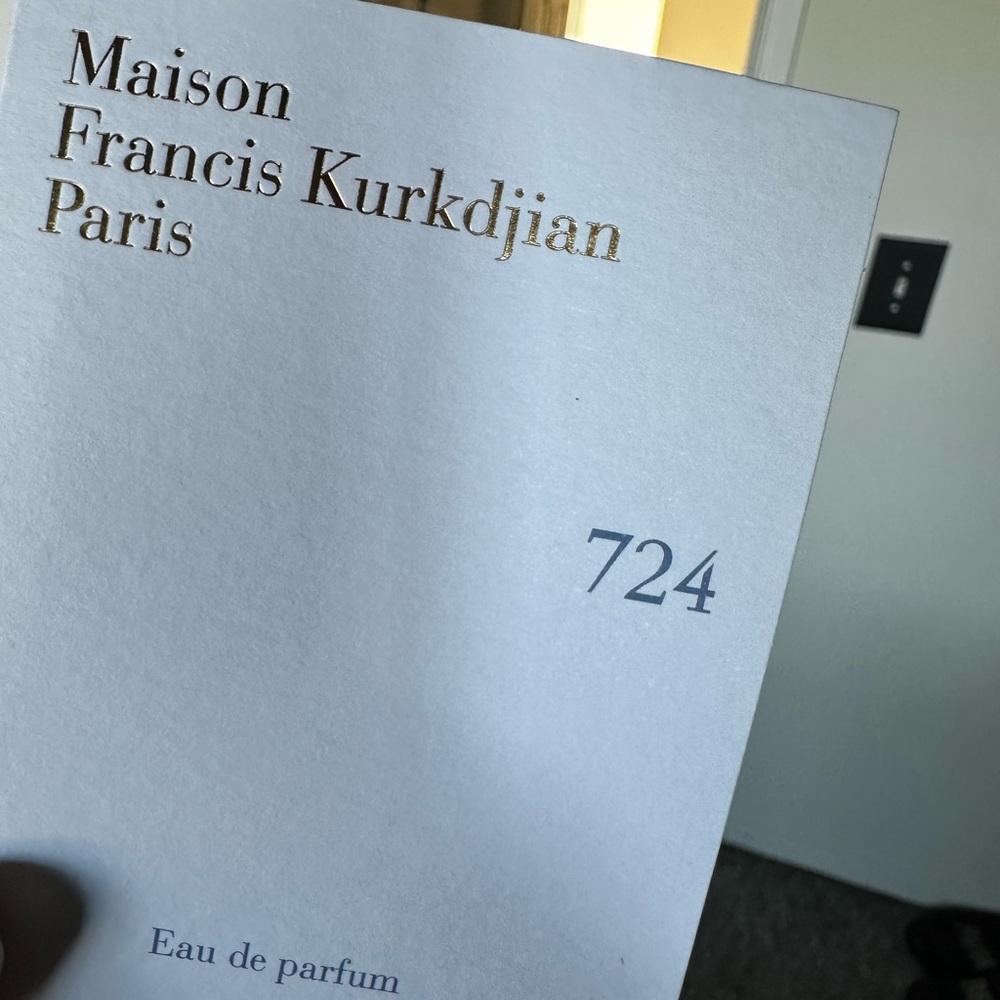 Maison
Francis Kurkdjian
Paris
724
Eau de parfum